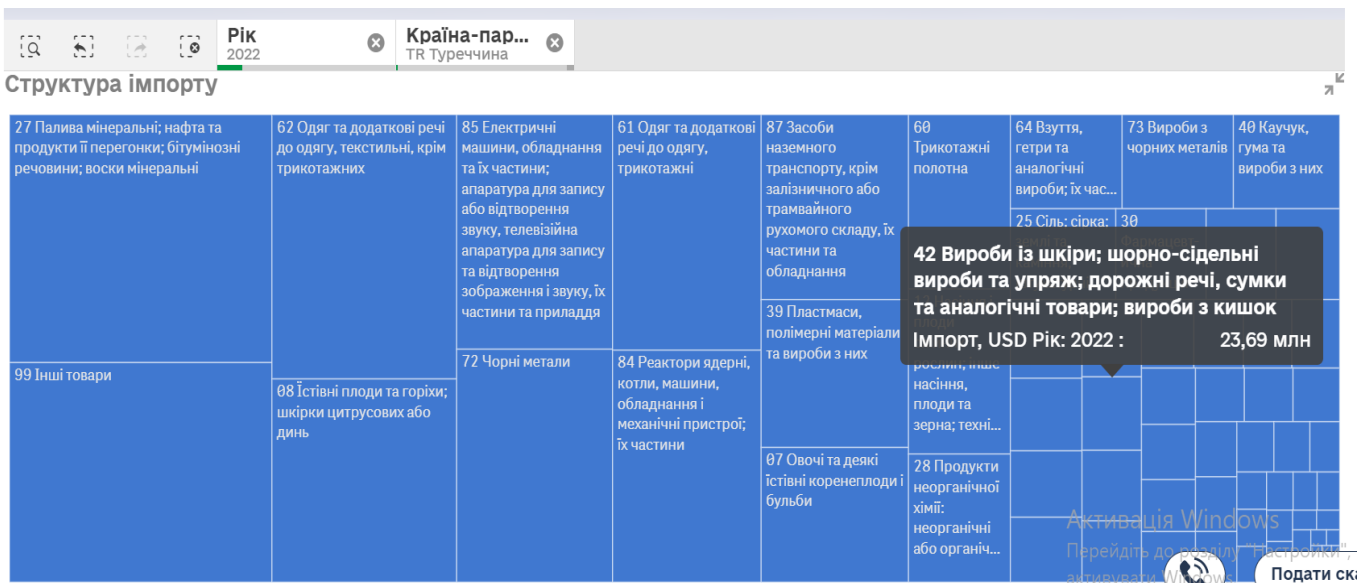 Рік
2022
Країна-пар...
TR Туреччина
Структура імпорту
27 Палива мінеральні; нафта та
продукти її перегонки; бітумінозні
речовини; воски мінеральні
99 Інші товари
62 Одяг та додаткові речі
до одягу, текстильні, крім
трикотажних
08 Їстівні плоди та горіхи;
шкірки цитрусових або
динь
85 Електричні
машини, обладнання
та їх частини;
апаратура для запису
або відтворення
звуку, телевізійна
апаратура для запису
та відтворення
зображення і звуку, їх
частини та приладдя
72 Чорні метали
61 Одяг та додаткові
речі до одягу,
трикотажні
84 Реактори ядерні,
котли, машини,
обладнання і
механічні пристрої;
їх частини
87 Засоби
наземного
транспорту, крім
залізничного або
трамвайного
рухомого складу, їх
частини та
обладнання
39 Пластмаси,
полімерні матеріали
та вироби з них
07 Овочі та деякі
їстівні коренеплоди і
бульби
60
Трикотажні
полотна
насіння,
плоди та
зерна; техні...
28 Продукти
неорганічної
хімії:
неорганічні
або органіч...
64 Взуття,
гетри та
аналогічні
вироби; їх час...
73 Вироби з
чорних металів
40 Каучук,
гума та
вироби з них
25 Сіль; сірка;
30
42 Вироби із шкіри; шорно-сідельні
вироби та упряж; дорожні речі, сумки
та аналогічні товари; вироби з кишок
Імпорт, USD Рік: 2022 : 23,69 млн
Активація Windows
Перейдіть до розділу "Настройки",
активувати Windows
Подати ска